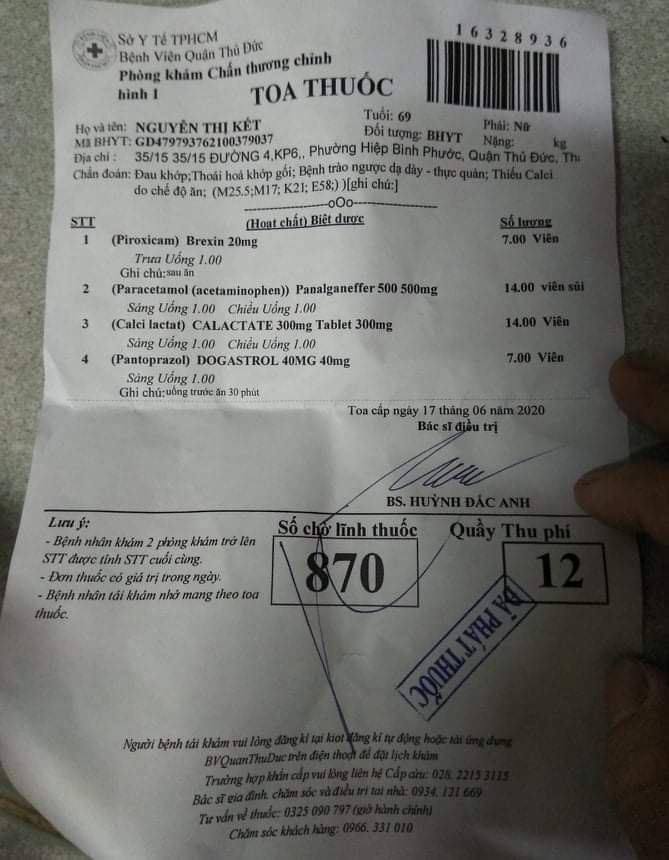 Sở Y Tế TPHCM
Bệnh Viện Quận Thủ Đức
Phòng khám Chấn thương chỉnh
hình 1
TOA THUỐC
16328936
Họ và tên: NGUYỄN THỊ KẾT
Tuổi: 69
Phái: Nữ
Mã BHYT: GD479793762100379037
Đối tượng: BHYT
Nặng: kg
Địa chỉ : 35/15 35/15 ĐƯỜNG 4,KP6,, Phường Hiệp Bình Phước, Quận Thủ Đức, Thà
Chẩn đoán: Đau khớp;Thoái hoá khớp gối; Bệnh trào ngược dạ dày - thực quản; Thiếu Calci
do chế độ ăn; (M25.5;M17; K21; E58;) )[ghi chú:]
--------------------oOo--------------------
STT (Hoạt chất) Biệt dược Số lượng
1 (Piroxicam) Brexin 20mg 7.00 Viên
Trưa Uống 1.00
Ghi chú:sau ăn
2 (Paracetamol (acetaminophen)) Panalganeffer 500 500mg 14.00 viên sủi
Sáng Uống 1.00 Chiều Uống 1.00
3 (Calci lactat) CALACTATE 300mg Tablet 300mg 14.00 Viên
Sáng Uống 1.00 Chiều Uống 1.00
4 (Pantoprazol) DOGASTROL 40MG 40mg 7.00 Viên
Sáng Uống 1.00
Ghi chú:uống trước ăn 30 phút
Toa cấp ngày 17 tháng 06 năm 2020
Bác sĩ điều trị
BS. HUỲNH ĐẮC ANH
Lưu ý:
- Bệnh nhân khám 2 phòng khám trở lên
STT được tính STT cuối cùng.
- Đơn thuốc có giá trị trong ngày.
- Bệnh nhân tái khám nhớ mang theo toa
thuốc.
Số chờ lĩnh thuốc
870
Quầy Thu phí
12
ĐÃ PHÁT THUỐC
Người bệnh tái khám vui lòng đăng kí tại kiot đăng kí tự động hoặc tải ứng dụng
BVQuanThuDuc trên điện thoại để đặt lịch khám
Trường hợp khẩn cấp vui lòng liên hệ Cấp cứu: 028. 2215 3115
Bác sĩ gia đình, chăm sóc và điều trị tại nhà: 0934. 121 669
Tư vấn về thuốc: 0325 090 797 (giờ hành chính)
Chăm sóc khách hàng: 0966. 331 010